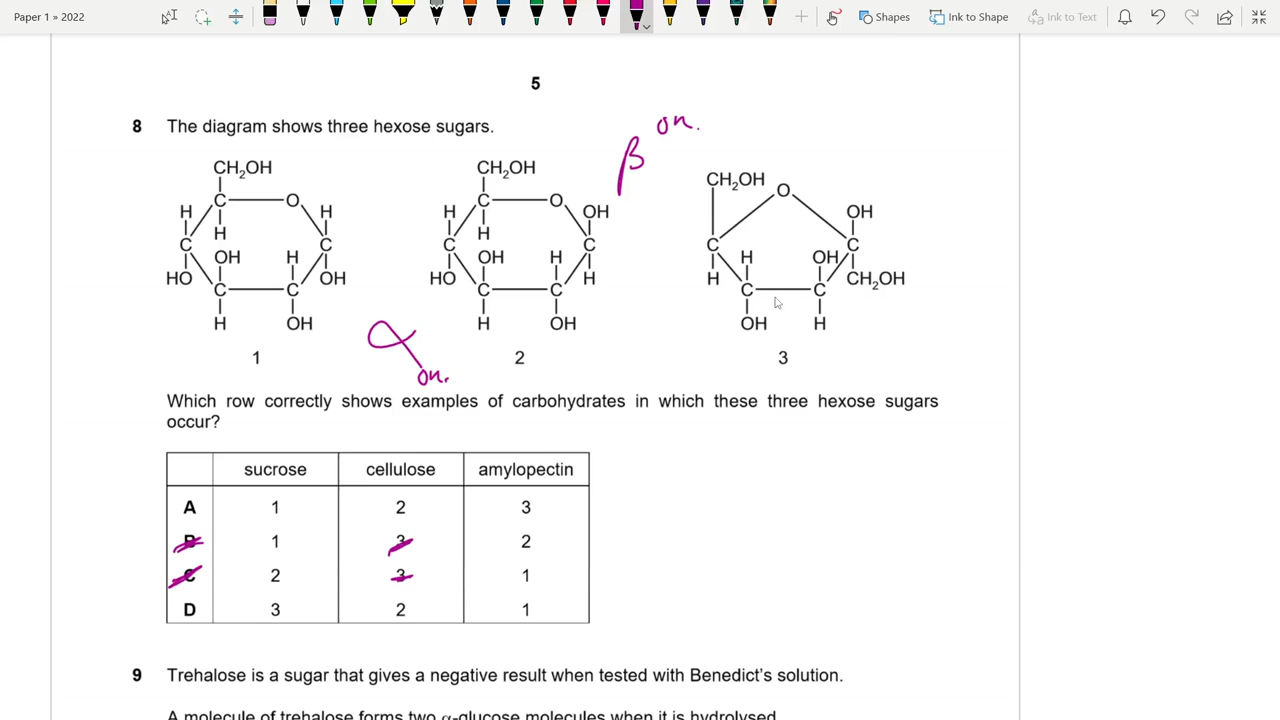 Paper 1 » 2022
Shapes
Ink to Shape
Ink to Text
5
8 The diagram shows three hexose sugars.
β on.
CH2OH CH2OH CH2OH
O
C O C O OH
H H H OH
H H
C C C C C C
OH H OH H H OH
HO OH HO H H CH2OH
C C C C C C
H OH H OH OH H
α on.
1 2 3
Which row correctly shows examples of carbohydrates in which these three hexose sugars
occur?
sucrose cellulose amylopectin
A 1 2 3
B 1 3 2
C 2 3 1
D 3 2 1
9 Trehalose is a sugar that gives a negative result when tested with Benedict's solution.
A molecule of trehalose forms two α-glucose molecules when it is hydrolysed.